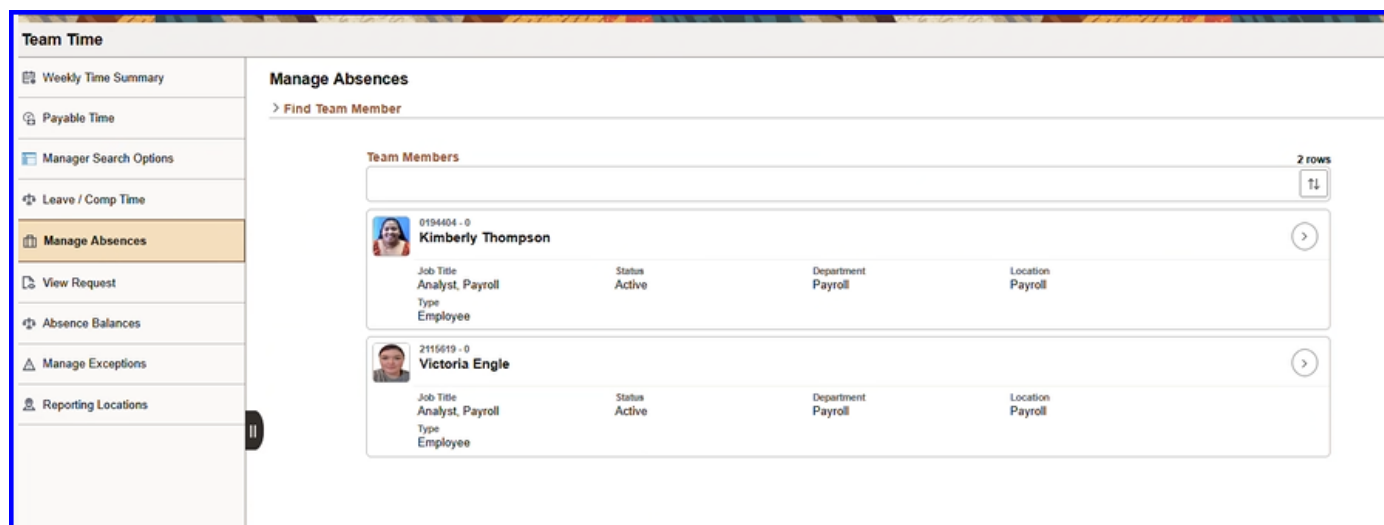 Team Time
Weekly Time Summary
Payable Time
Manager Search Options
Leave / Comp Time
Manage Absences
View Request
Absence Balances
Manage Exceptions
Reporting Locations
Manage Absences
Find Team Member
Team Members
2 rows
0194404 - 0
Kimberly Thompson
Job Title Status Department Location
Analyst, Payroll Active Payroll Payroll
Type
Employee
2115619 - 0
Victoria Engle
Job Title Status Department Location
Analyst, Payroll Active Payroll Payroll
Type
Employee